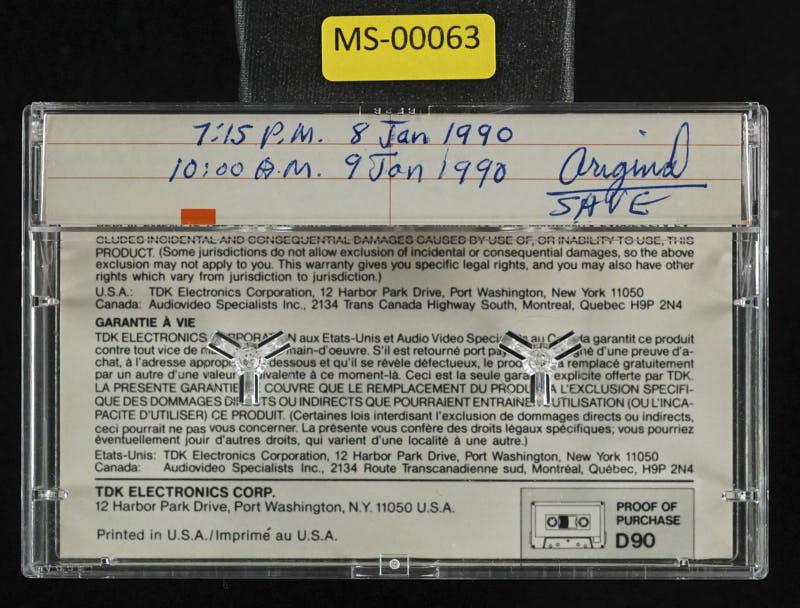 MS-00063
7:15 P.M. 8 Jan 1990
10:00 A.M. 9 Jan 1990
Original
SAVE
CLUDES INCIDENTAL AND CONSEQUENTIAL DAMAGES CAUSED BY USE OF, OR INABILITY TO USE, THIS
PRODUCT. (Some jurisdictions do not allow exclusion of incidental or consequential damages, so the above
exclusion may not apply to you. This warranty gives you specific legal rights, and you may also have other
rights which vary from jurisdiction to jurisdiction.)
U.S.A.: TDK Electronics Corporation, 12 Harbor Park Drive, Port Washington, New York 11050
Canada: Audiovideo Specialists Inc., 2134 Trans Canada Highway South, Montreal, Quebec H9P 2N4
GARANTIE À VIE
TDK ELECTRONICS CORPORATION aux Etats-Unis et Audio Video Specialists au Canada garantit ce produit
contre tout vice de main-d'oeuvre. S'il est retourné port d'une preuve d'a-
chat, à l'adresse dessous et qu'il se révèle défectueux, le remplacé gratuitement
par un autre d'une valeur équivalente à ce moment-là. Ceci est la seule garantie explicite offerte par TDK.
LA PRESENTE GARANTIE COUVRE QUE LE REMPLACEMENT DU PRODUIT A L'EXCLUSION SPECIFI-
QUE DES DOMMAGES DIRECTS OU INDIRECTS QUE POURRAIENT ENTRAINER L'UTILISATION (OU L'INCA-
PACITE D'UTILISER) CE PRODUIT. (Certaines lois interdisant l'exclusion de dommages directs ou indirects,
ceci pourrait ne pas vous concerner. La présente vous confère des droits légaux spécifiques; vous pourriez
éventuellement jouir d'autres droits, qui varient d'une localité à une autre.)
Etats-Unis: TDK Electronics Corporation, 12 Harbor Park Drive, Port Washington, New York 11050
Canada: Audiovideo Specialists Inc., 2134 Route Transcanadienne sud, Montréal, Québec, H9P 2N4
TDK ELECTRONICS CORP.
12 Harbor Park Drive, Port Washington, N.Y. 11050 U.S.A.
Printed in U.S.A./Imprimé au U.S.A.
PROOF OF
PURCHASE
D90